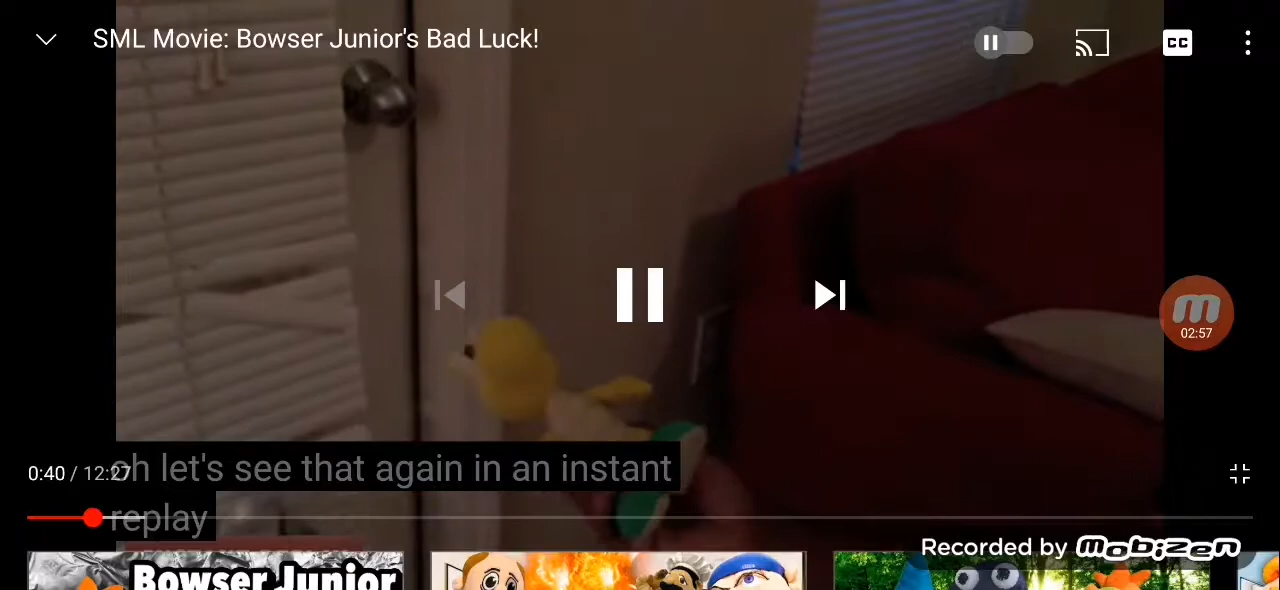 SML Movie: Bowser Junior's Bad Luck!
CC
02:57
oh let's see that again in an instant
0:40 / 12:27
replay
Recorded by MOBIZEN
Bowser Junior